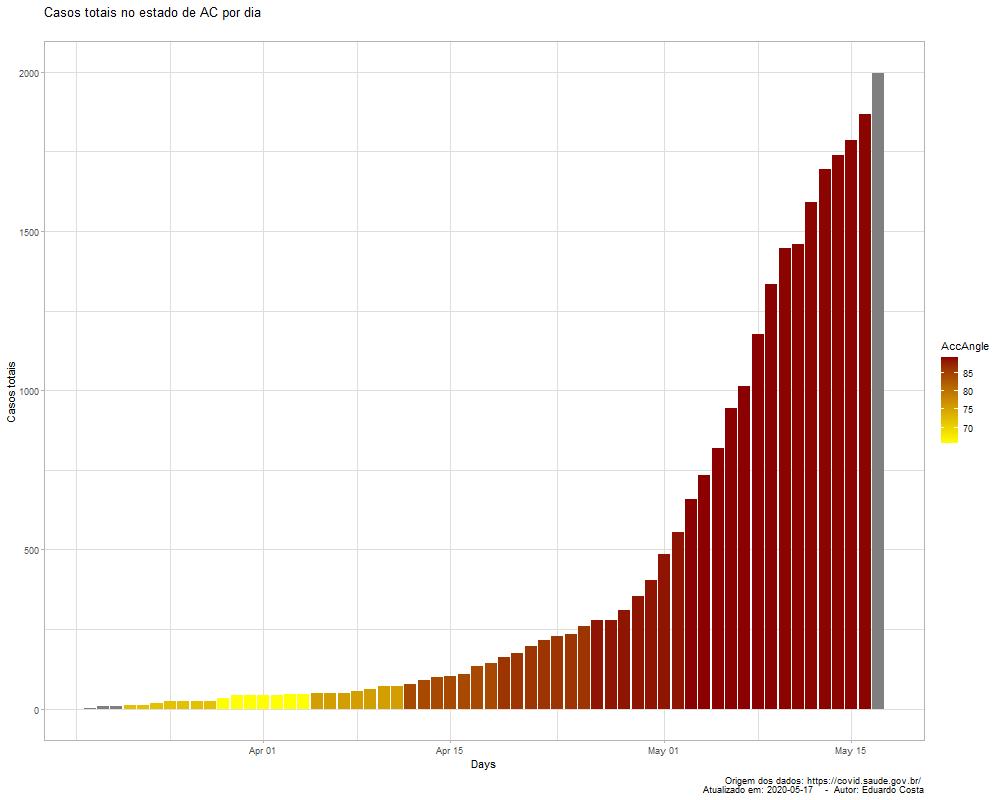 Casos totais no estado de AC por dia
2000
1500
1000
500
0
Casos totais
Apr 01
Apr 15
May 01
May 15
Days
AccAngle
85
80
75
70
Origem dos dados: https://covid.saude.gov.br/
Atualizado em: 2020-05-17 - Autor: Eduardo Costa